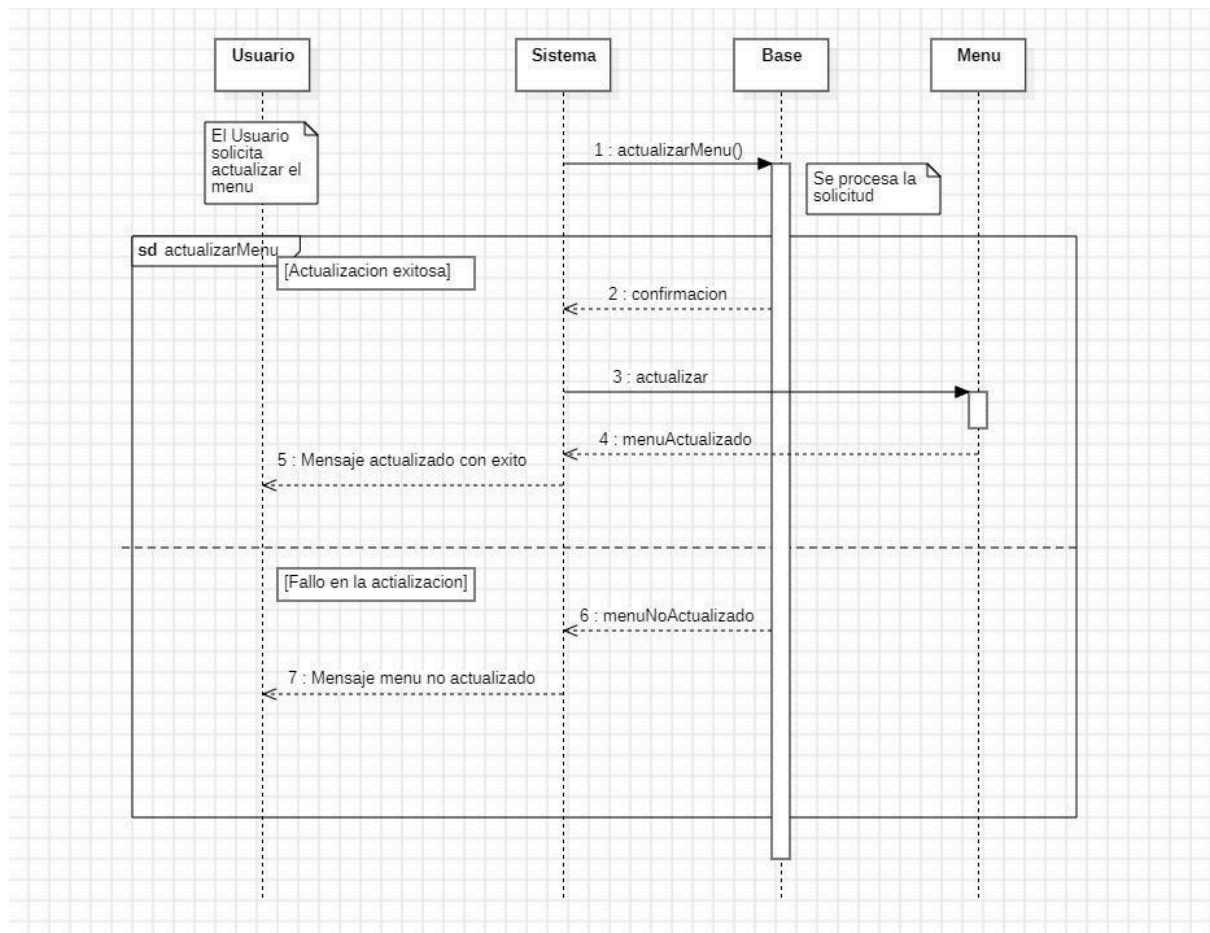 Usuario
Sistema
Base
Menu
El Usuario
solicita
actualizar el
menu
1 : actualizarMenu()
Se procesa la
solicitud
sd actualizarMenu
[Actualizacion exitosa]
2 : confirmacion
3 : actualizar
4 : menuActualizado
5 : Mensaje actualizado con exito
[Fallo en la actializacion]
6 : menuNoActualizado
7 : Mensaje menu no actualizado